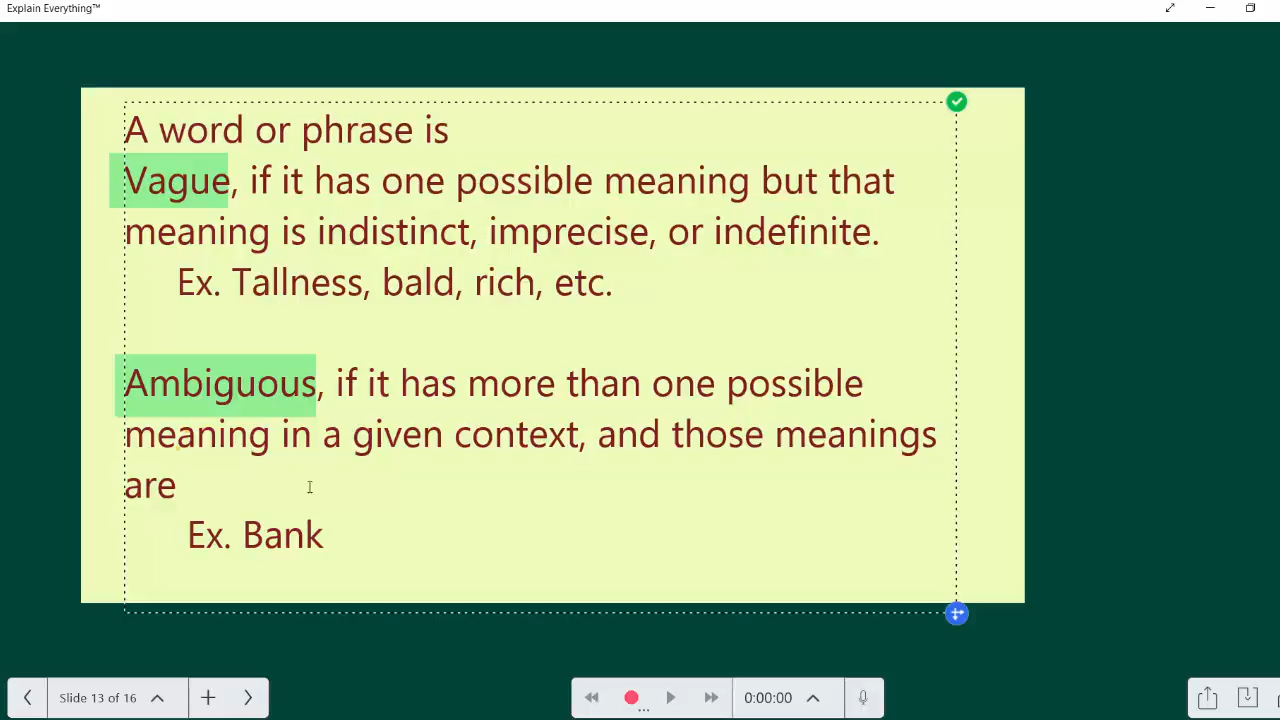 Explain Everything™
A word or phrase is
Vague, if it has one possible meaning but that
meaning is indistinct, imprecise, or indefinite.
Ex. Tallness, bald, rich, etc.
Ambiguous, if it has more than one possible
meaning in a given context, and those meanings
are
Ex. Bank
Slide 13 of 16
0:00:00